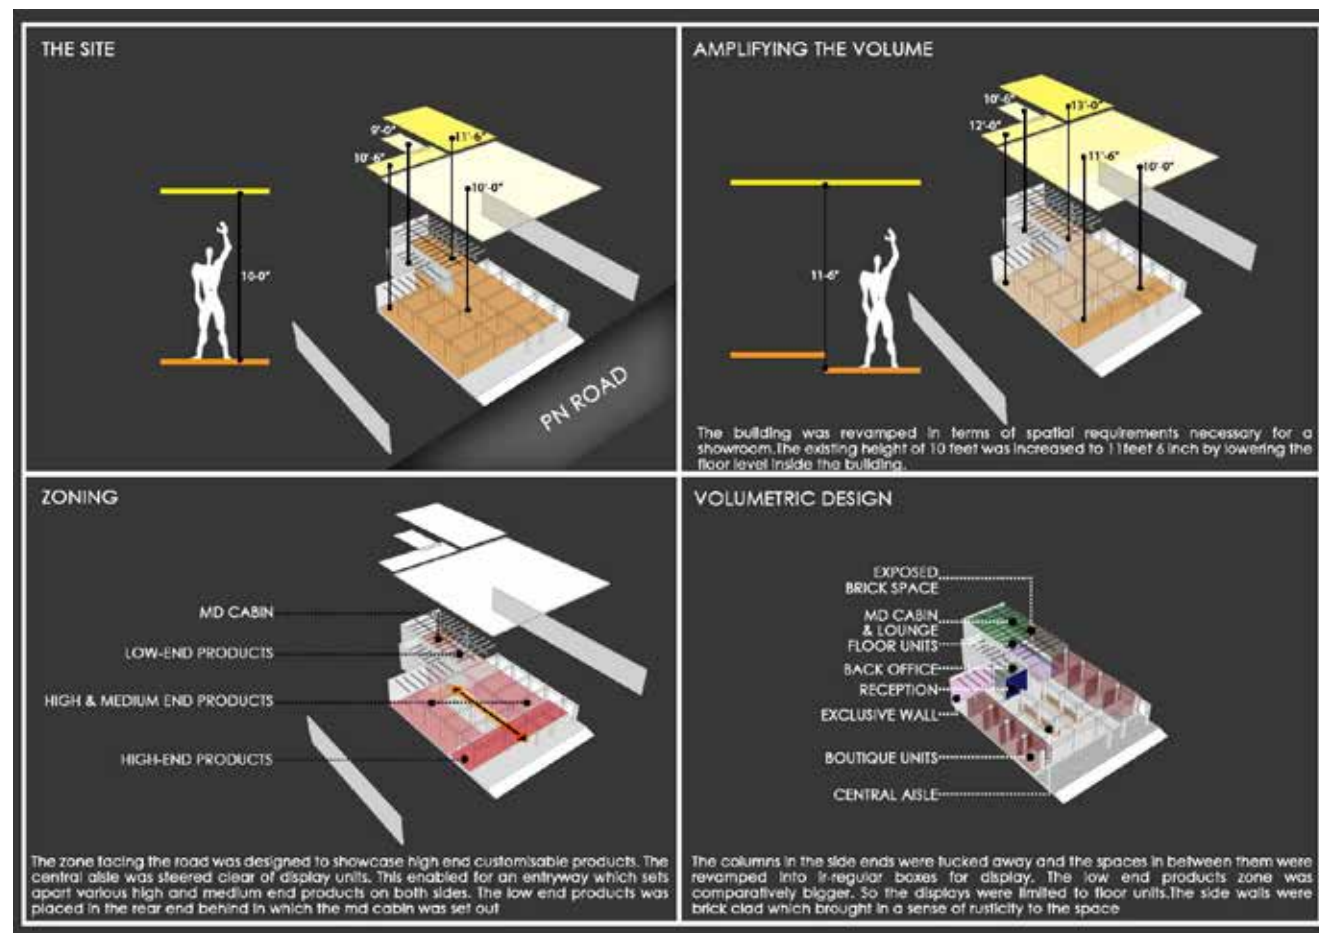 THE SITE
9'-0"
11'-6"
10'-6"
10'-0"
10-0"
PN ROAD
AMPLIFYING THE VOLUME
10'-6"
13'-0"
12'-0"
11'-6"
10'-0"
11-6"
The building was revamped in terms of spatial requirements necessary for a
showroom.The existing height of 10 feet was increased to 11feet 6 inch by lowering the
floor level inside the building.
ZONING
MD CABIN
LOW-END PRODUCTS
HIGH & MEDIUM END PRODUCTS
HIGH-END PRODUCTS
The zone facing the road was designed to showcase high end customisable products. The
central aisle was steered clear of display units. This enabled for an entryway which sets
apart various high and medium end products on both sides. The low end products was
placed in the rear end behind in which the md cabin was set out
VOLUMETRIC DESIGN
EXPOSED
BRICK SPACE
MD CABIN
& LOUNGE
FLOOR UNITS
BACK OFFICE
RECEPTION
EXCLUSIVE WALL
BOUTIQUE UNITS
CENTRAL AISLE
The columns in the side ends were tucked away and the spaces in between them were
revamped into ir-regular boxes for display. The low end products zone was
comparatively bigger. So the displays were limited to floor units.The side walls were
brick clad which brought in a sense of rusticity to the space